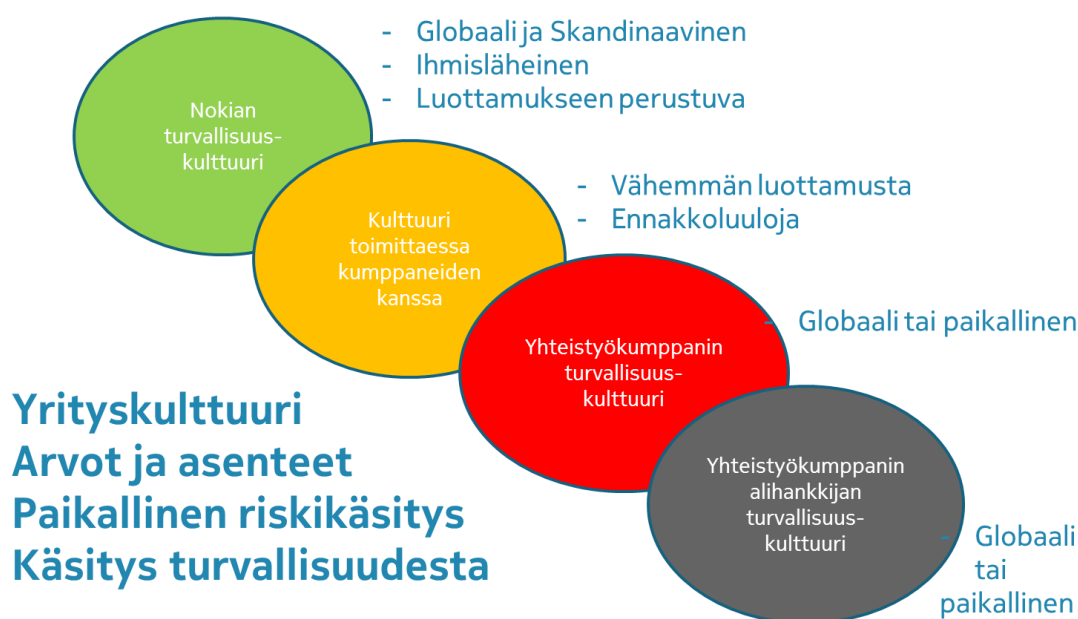 - Globaali ja Skandinaavinen
- Ihmisläheinen
- Luottamukseen perustuva
Nokian
turvallisuus-
kulttuuri
- Vähemmän luottamusta
- Ennakkoluuloja
Kulttuuri
toimittaessa
kumppaneiden
kanssa
- Globaali tai paikallinen
Yhteistyökumppanin
turvallisuus-
kulttuuri
Yrityskulttuuri
Arvot ja asenteet
Paikallinen riskikäsitys
Käsitys turvallisuudesta
Yhteistyökumppanin
alihankkijan
turvallisuus-
kulttuuri
- Globaali
tai
paikallinen